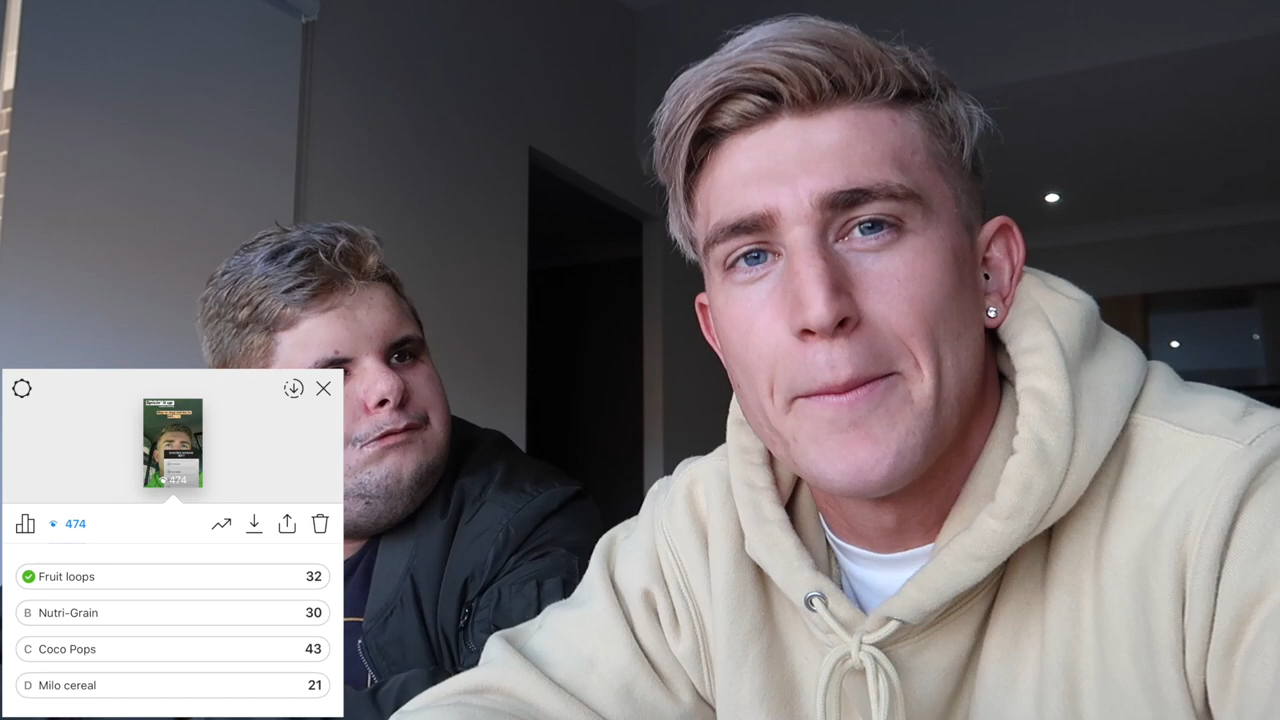 474
474
Fruit loops 32
B Nutri-Grain 30
C Coco Pops 43
D Milo cereal 21